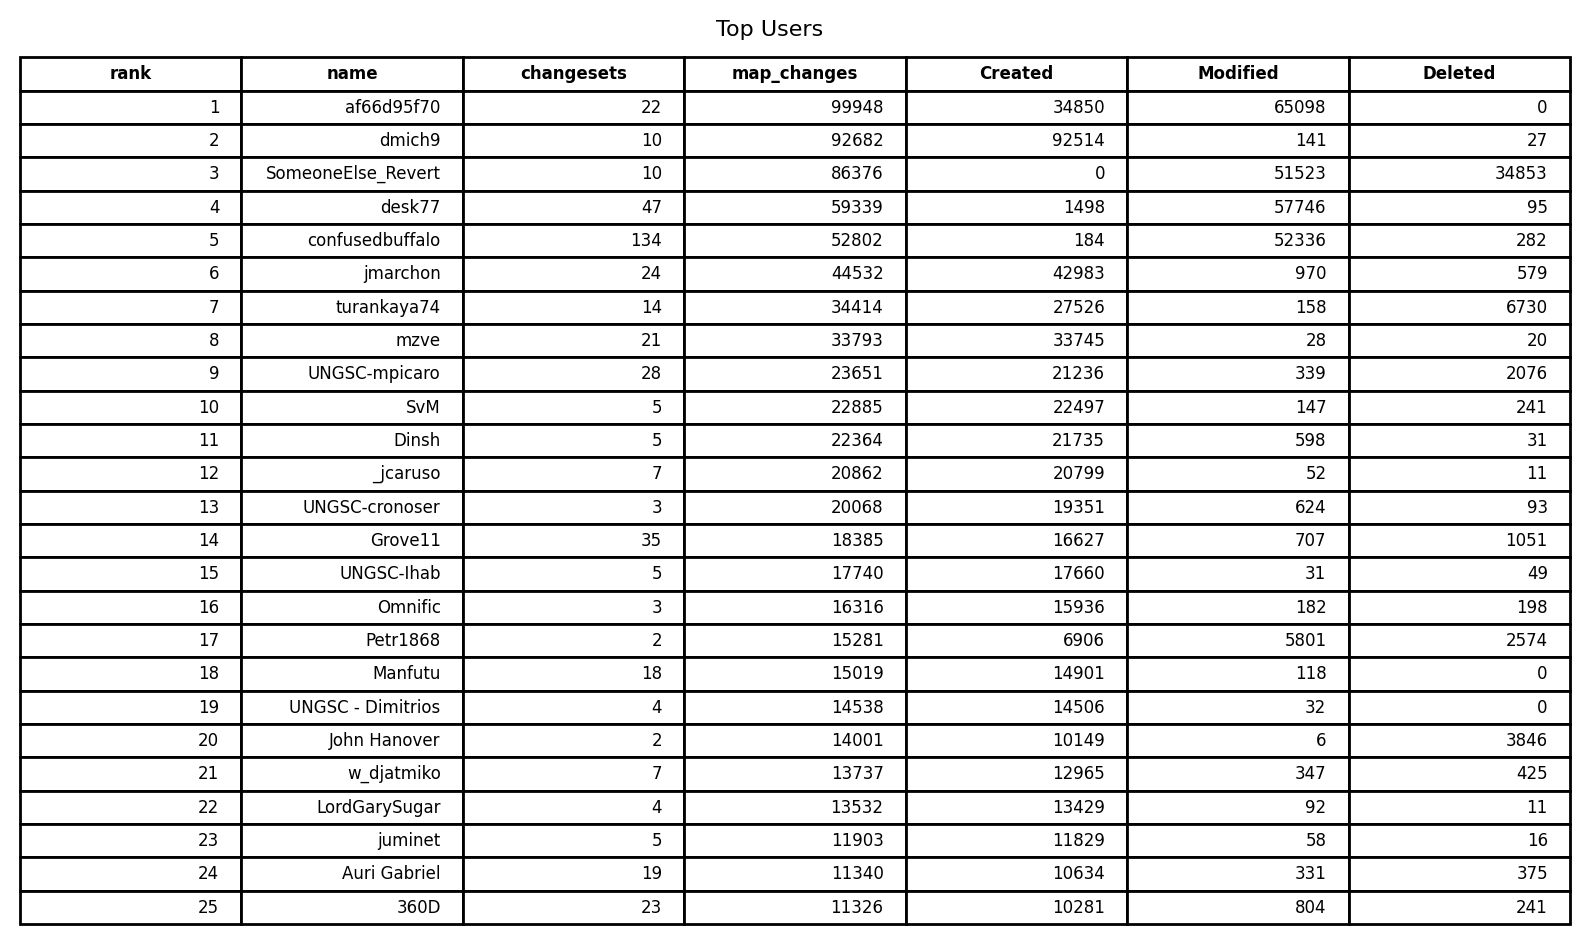 Top Users
rank name changesets map_changes Created Modified Deleted
1 af66d95f70 22 99948 34850 65098 0
2 dmich9 10 92682 92514 141 27
3 SomeoneElse_Revert 10 86376 0 51523 34853
4 desk77 47 59339 1498 57746 95
5 confusedbuffalo 134 52802 184 52336 282
6 jmarchon 24 44532 42983 970 579
7 turankaya74 14 34414 27526 158 6730
8 mzve 21 33793 33745 28 20
9 UNGSC-mpicaro 28 23651 21236 339 2076
10 SvM 5 22885 22497 147 241
11 Dinsh 5 22364 21735 598 31
12 _jcaruso 7 20862 20799 52 11
13 UNGSC-cronoser 3 20068 19351 624 93
14 Grove11 35 18385 16627 707 1051
15 UNGSC-Ihab 5 17740 17660 31 49
16 Omnific 3 16316 15936 182 198
17 Petr1868 2 15281 6906 5801 2574
18 Manfutu 18 15019 14901 118 0
19 UNGSC - Dimitrios 4 14538 14506 32 0
20 John Hanover 2 14001 10149 6 3846
21 w_djatmiko 7 13737 12965 347 425
22 LordGarySugar 4 13532 13429 92 11
23 juminet 5 11903 11829 58 16
24 Auri Gabriel 19 11340 10634 331 375
25 360D 23 11326 10281 804 241